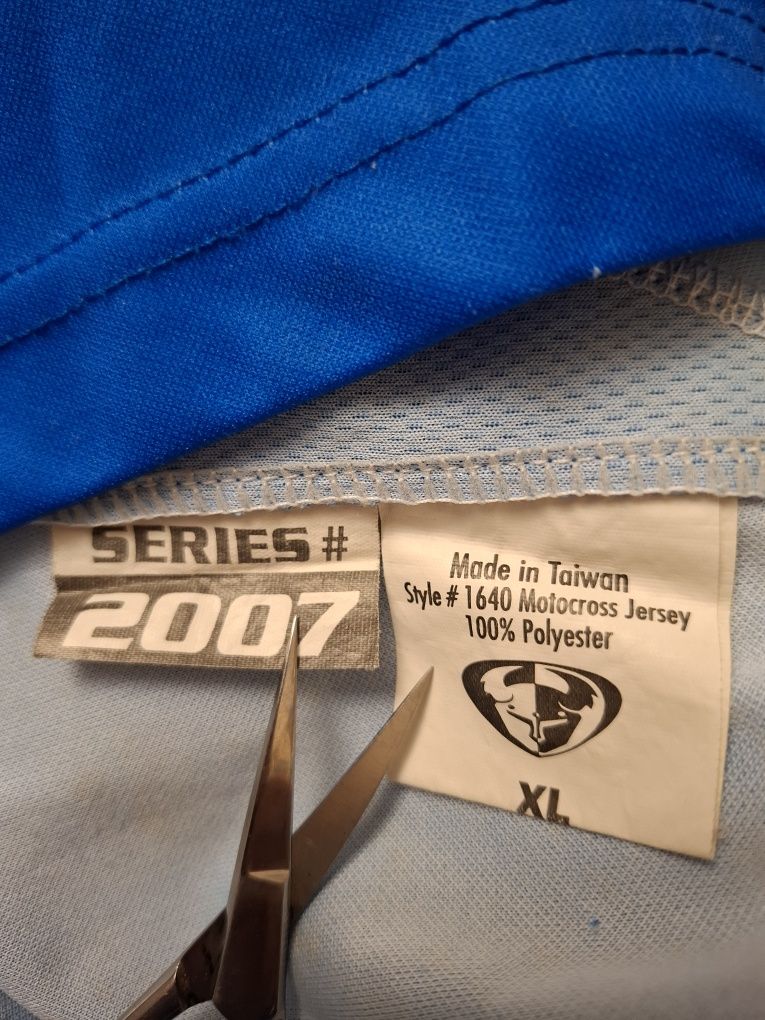 SERIES #
2007
Made in Taiwan
Style # 1640 Motocross Jersey
100% Polyester
XL